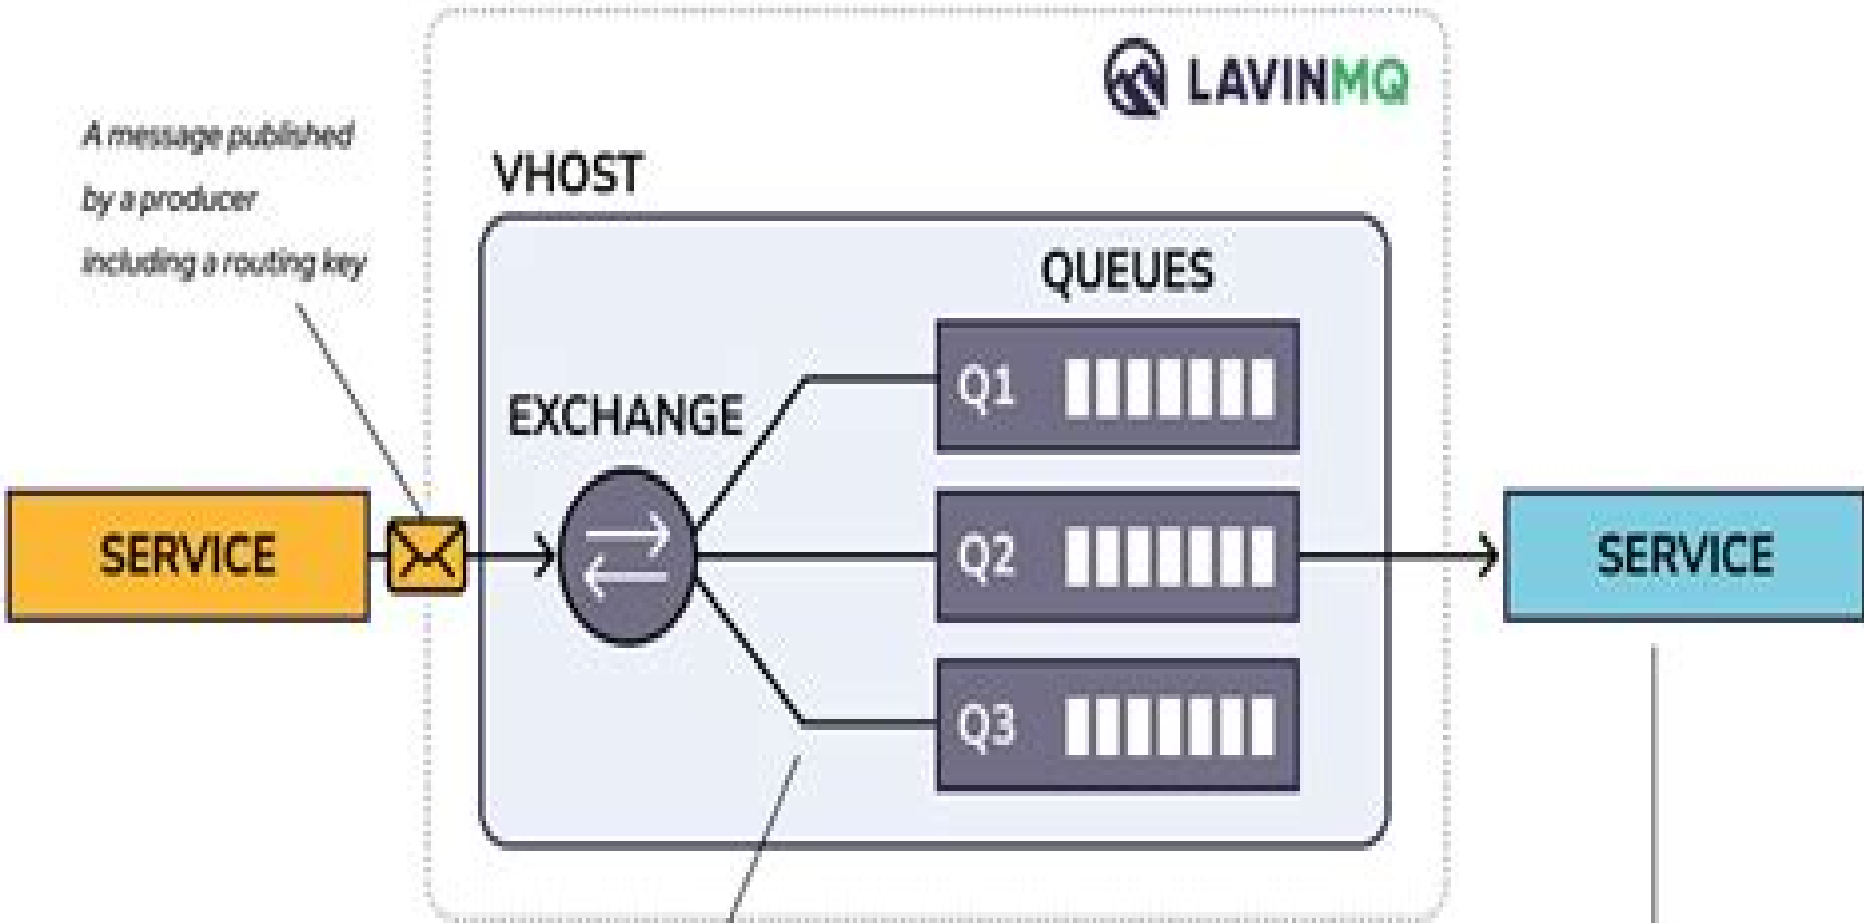 LAVINMQ
A message published
by a producer
including a routing key
VHOST
QUEUES
Q1
EXCHANGE
SERVICE
Q2
SERVICE
Q3